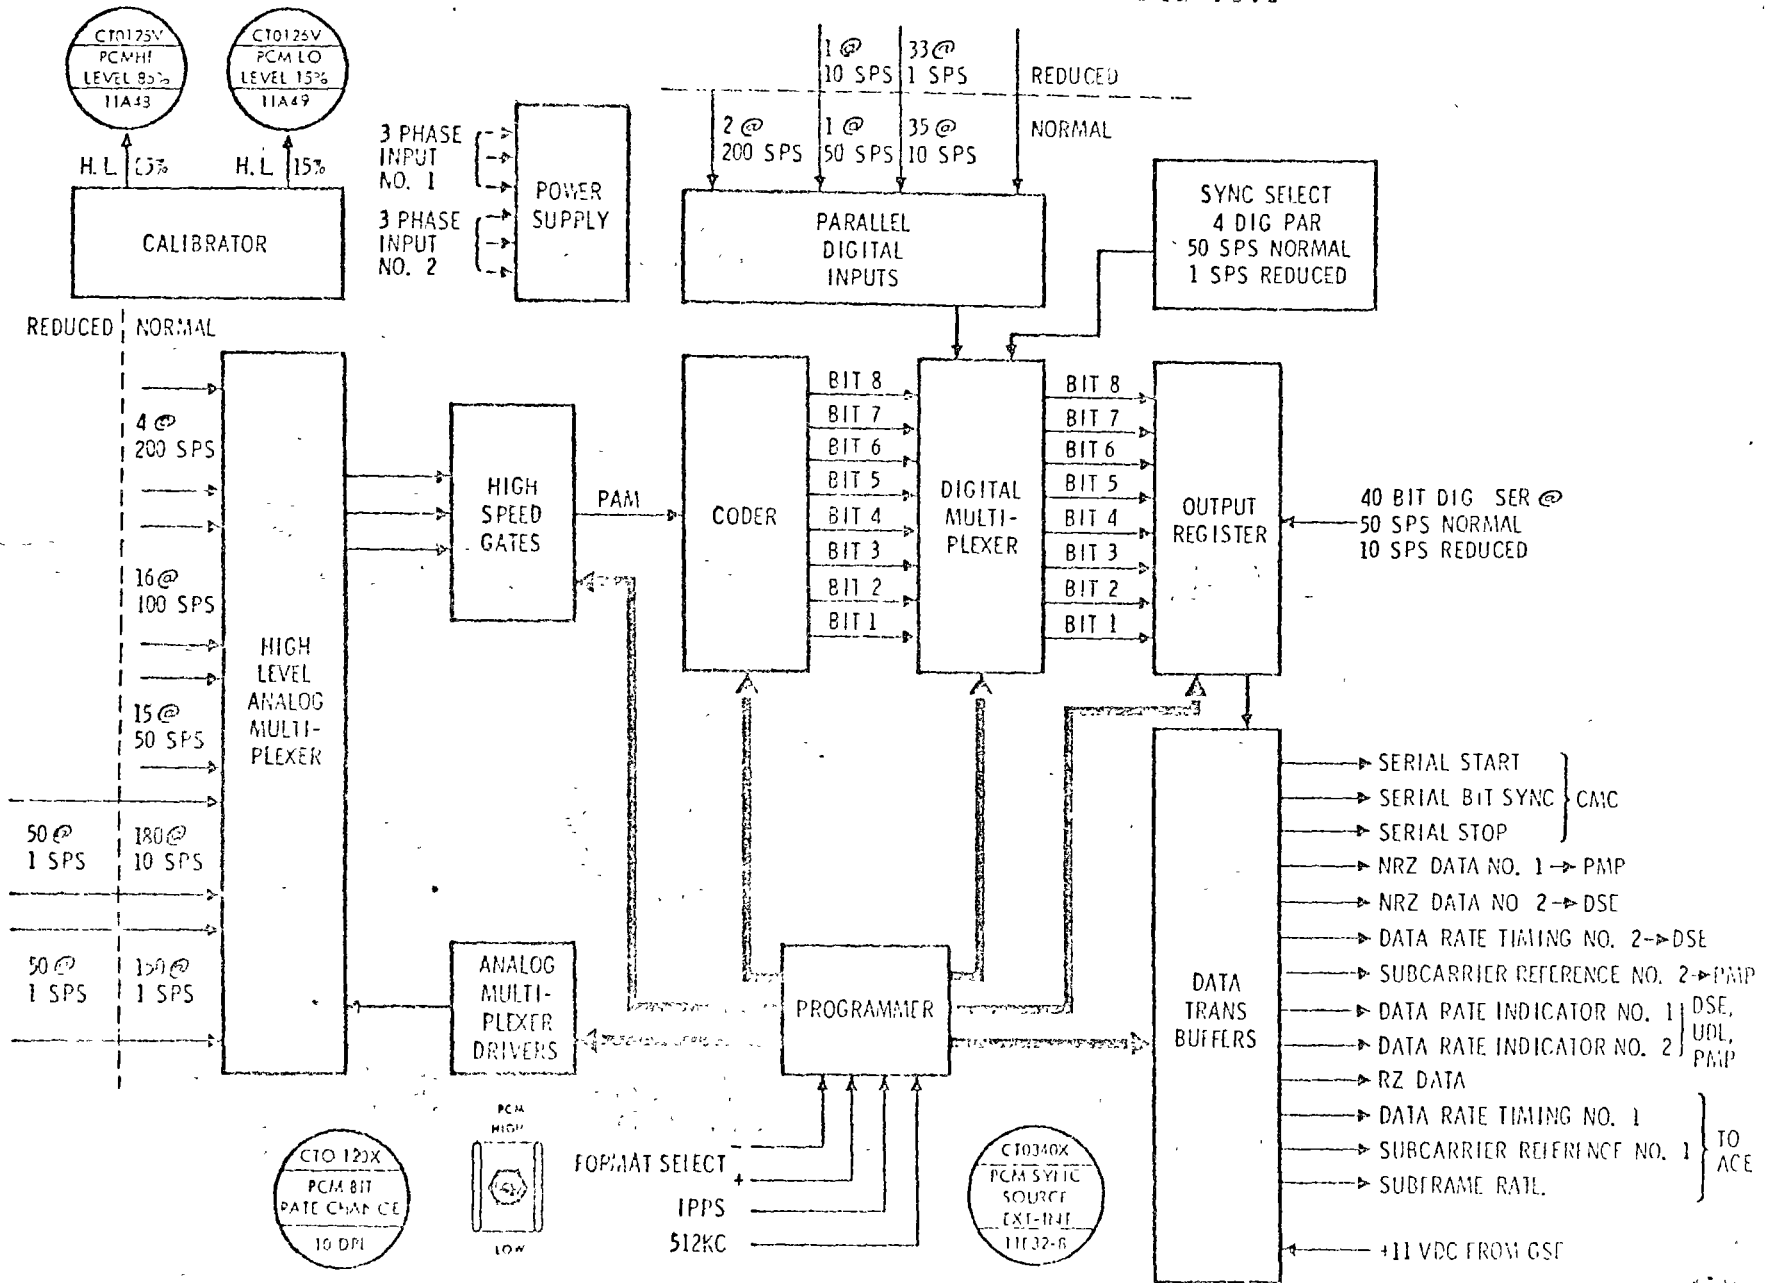 CT0125V
PCM HI
LEVEL 85%
11A43
CT0126V
PCM LO
LEVEL 15%
11A49
H.L. 85%
H.L. 15%
CALIBRATOR
3 PHASE
INPUT
NO. 1
3 PHASE
INPUT
NO. 2
POWER
SUPPLY
1 @
10 SPS
33 @
1 SPS
REDUCED
2 @
200 SPS
1 @
50 SPS
35 @
10 SPS
NORMAL
PARALLEL
DIGITAL
INPUTS
SYNC SELECT
4 DIG PAR
50 SPS NORMAL
1 SPS REDUCED
REDUCED
NORMAL
4 @
200 SPS
16 @
100 SPS
15 @
50 SPS
50 @
1 SPS
180 @
10 SPS
50 @
1 SPS
150 @
1 SPS
HIGH
LEVEL
ANALOG
MULTI-
PLEXER
HIGH
SPEED
GATES
PAM
CODER
BIT 8
BIT 7
BIT 6
BIT 5
BIT 4
BIT 3
BIT 2
BIT 1
DIGITAL
MULTI-
PLEXER
BIT 8
BIT 7
BIT 6
BIT 5
BIT 4
BIT 3
BIT 2
BIT 1
OUTPUT
REGISTER
40 BIT DIG SER @
50 SPS NORMAL
10 SPS REDUCED
ANALOG
MULTI-
PLEXER
DRIVERS
PROGRAMMER
DATA
TRANS
BUFFERS
SERIAL START
SERIAL BIT SYNC
SERIAL STOP
CMC
NRZ DATA NO. 1 → PMP
NRZ DATA NO 2 → DSE
DATA RATE TIMING NO. 2 → DSE
SUBCARRIER REFERENCE NO. 2 → PMP
DATA RATE INDICATOR NO. 1
DATA RATE INDICATOR NO. 2
DSE,
UDL,
PMP
RZ DATA
DATA RATE TIMING NO. 1
SUBCARRIER REFERENCE NO. 1
SUBFRAME RATE
TO
ACE
+11 VDC FROM GSE
PCM BIT
RATE CHANGE
PCM
HIGH
LOW
-
FORMAT SELECT
+
1PPS
512KC
CT0340X
PCM SYNC
SOURCE
EXT-INT